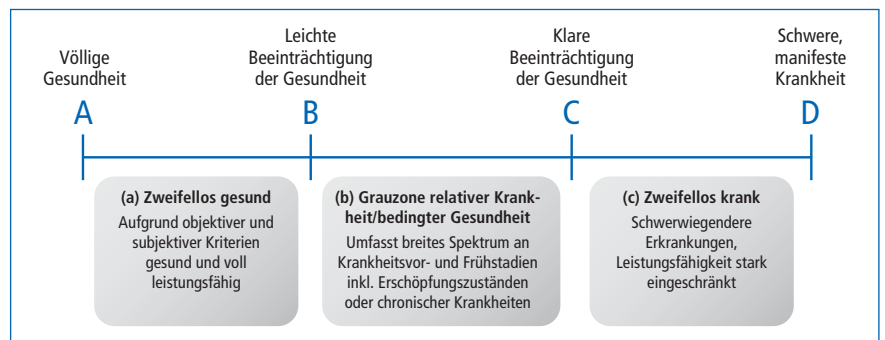 Völlige
Gesundheit
A
Leichte
Beeinträchtigung
der Gesundheit
B
Klare
Beeinträchtigung
der Gesundheit
C
Schwere,
manifeste
Krankheit
D
(a) Zweifellos gesund
Aufgrund objektiver und
subjektiver Kriterien
gesund und voll
leistungsfähig
(b) Grauzone relativer Krank-
heit/bedingter Gesundheit
Umfasst breites Spektrum an
Krankheitsvor- und Frühstadien
inkl. Erschöpfungszuständen
oder chronischer Krankheiten
(c) Zweifellos krank
Schwerwiegendere
Erkrankungen,
Leistungsfähigkeit stark
eingeschränkt